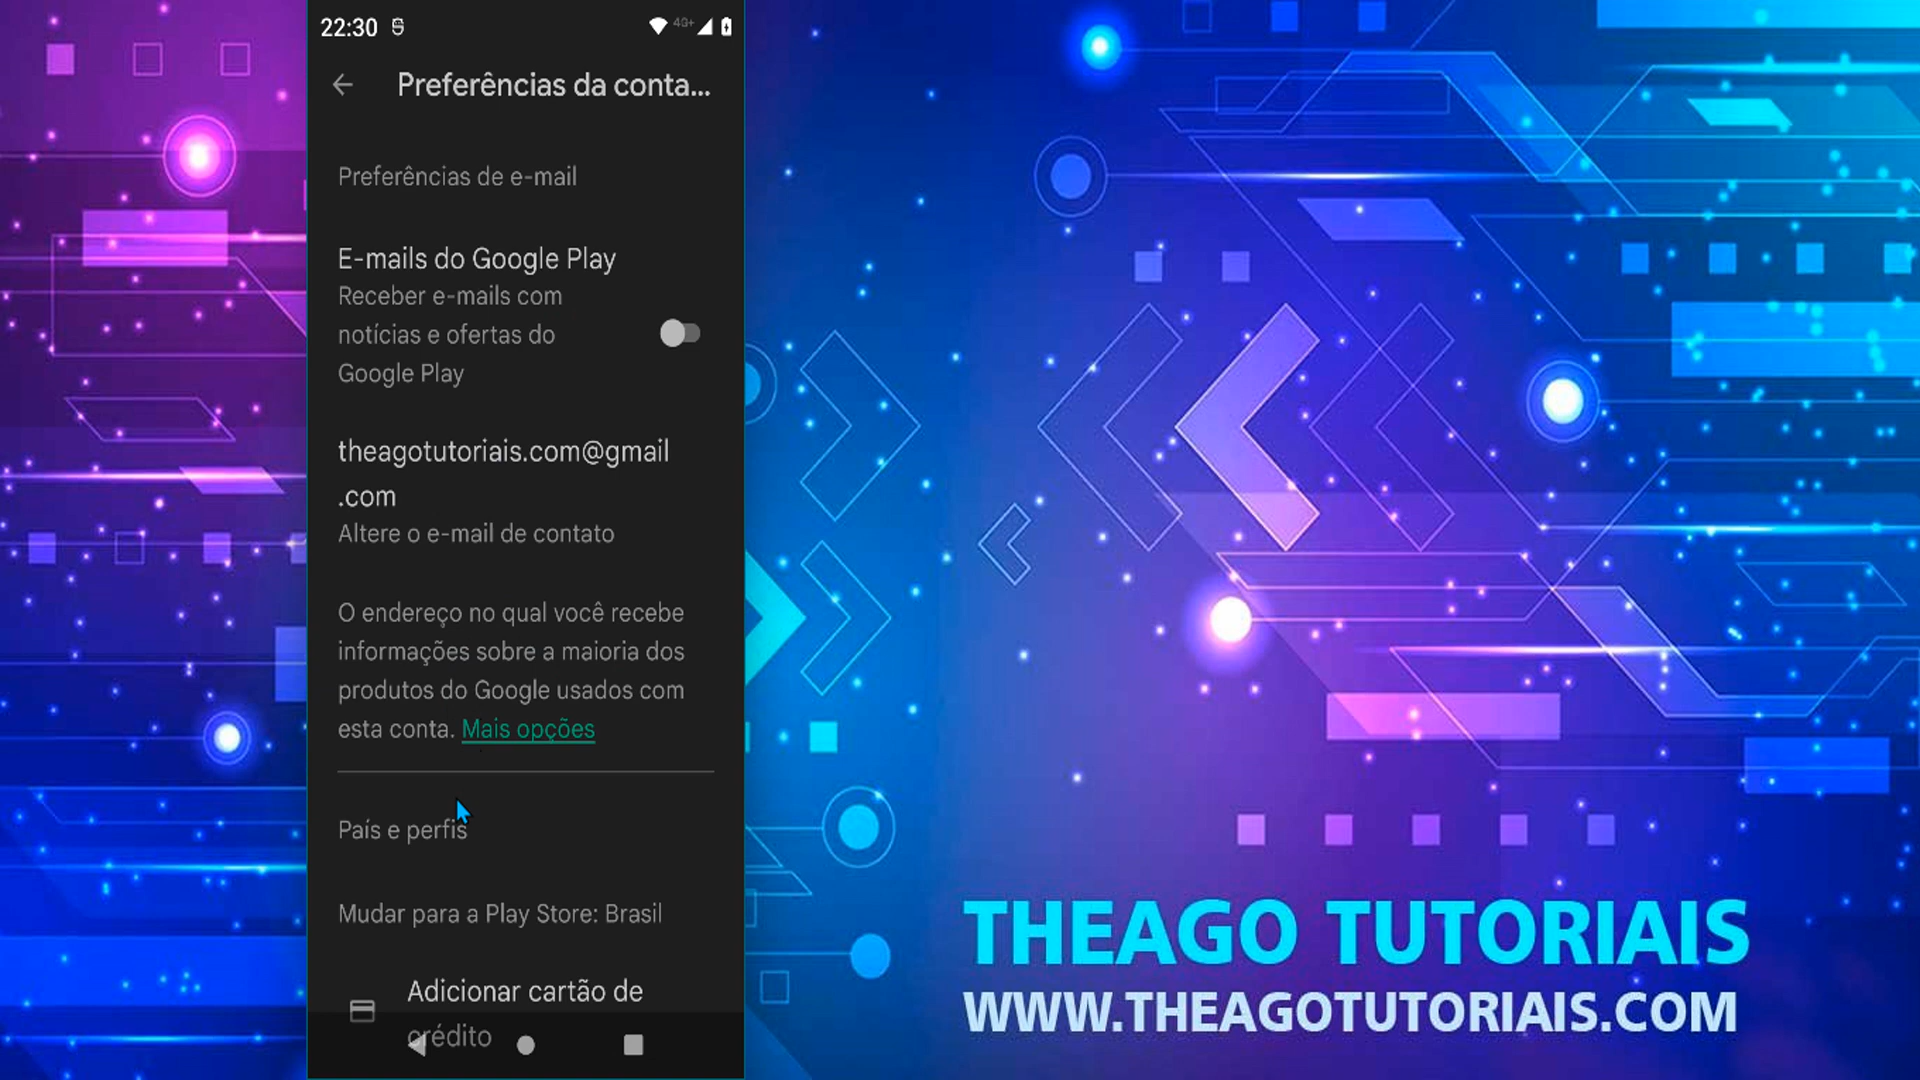 22:30
4G+
Preferências da conta...
Preferências de e-mail
E-mails do Google Play
Receber e-mails com
notícias e ofertas do
Google Play
theagotutoriais.com@gmail
.com
Altere o e-mail de contato
O endereço no qual você recebe
informações sobre a maioria dos
produtos do Google usados com
esta conta. Mais opções
País e perfis
Mudar para a Play Store: Brasil
Adicionar cartão de
crédito
THEAGO TUTORIAIS
WWW.THEAGOTUTORIAIS.COM